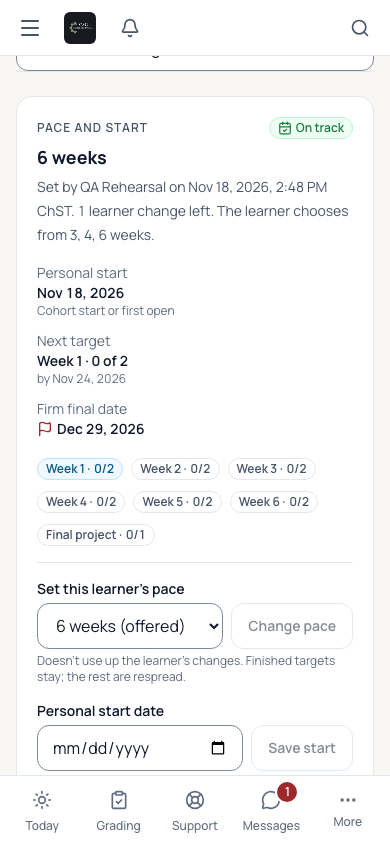 PACE AND START
On track
6 weeks
Set by QA Rehearsal on Nov 18, 2026, 2:48 PM
ChST. 1 learner change left. The learner chooses
from 3, 4, 6 weeks.
Personal start
Nov 18, 2026
Cohort start or first open
Next target
Week 1 · 0 of 2
by Nov 24, 2026
Firm final date
Dec 29, 2026
Week 1 · 0/2 Week 2 · 0/2 Week 3 · 0/2
Week 4 · 0/2 Week 5 · 0/2 Week 6 · 0/2
Final project · 0/1
Set this learner's pace
6 weeks (offered) Change pace
Doesn't use up the learner's changes. Finished targets
stay; the rest are respread.
Personal start date
mm/dd/yyyy Save start
1
Today Grading Support Messages More